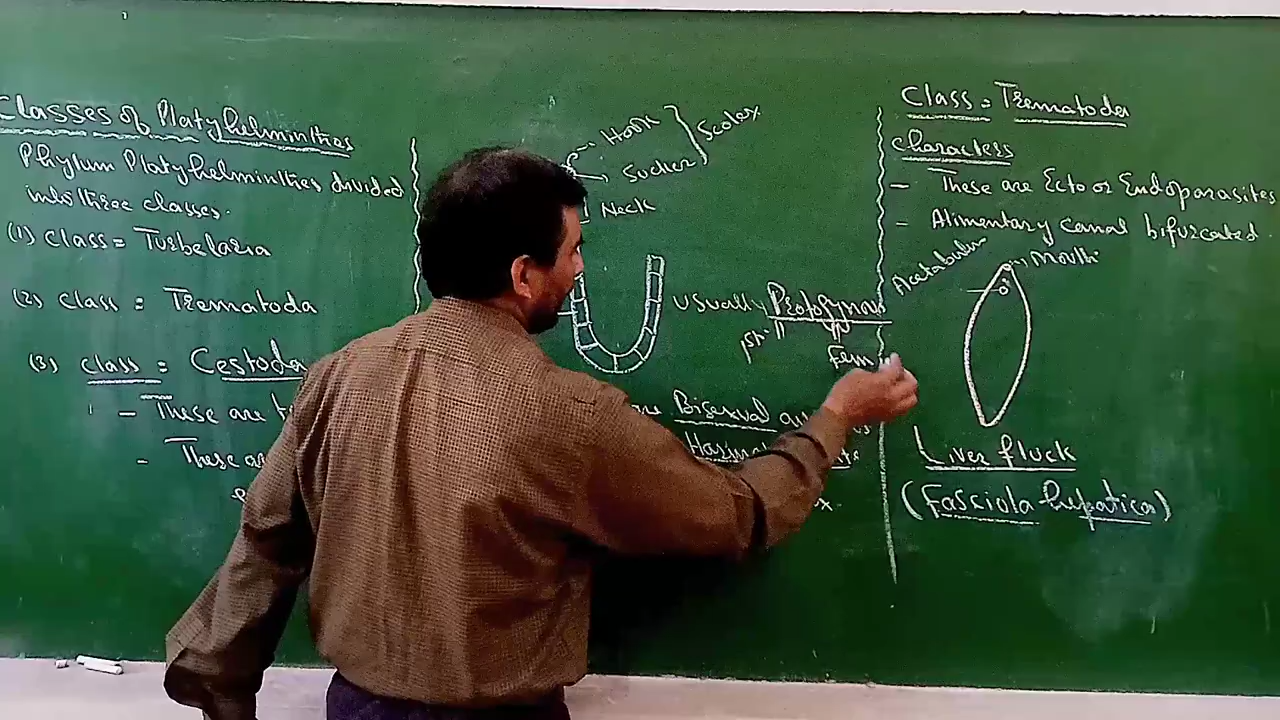 Classes of Platyhelminthes
Phylum Platyhelminthes divided
into three classes.
(1) Class = Turbelaria
(2) Class = Trematoda
(3) Class = Cestoda
- These are
- These are
Hook
Sucker
Scolex
Neck
Usually Protogynous
1st
Fem
are Bisexual
x.
Class = Trematoda
Characters
- These are Ecto or Endoparasites
- Alimentary canal bifurcated.
Acetabulum
Mouth
Liver fluck
(Fasciola hepatica)